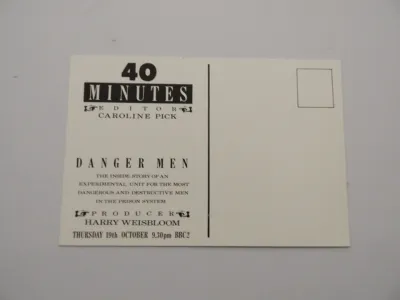 40
MINUTES
EDITOR
CAROLINE PICK
DANGER MEN
THE INSIDE STORY OF AN
EXPERIMENTAL UNIT FOR THE MOST
DANGEROUS AND DESTRUCTIVE MEN
IN THE PRISON SYSTEM
PRODUCER
HARRY WEISBLOOM
THURSDAY 19th OCTOBER 9.30pm BBC2